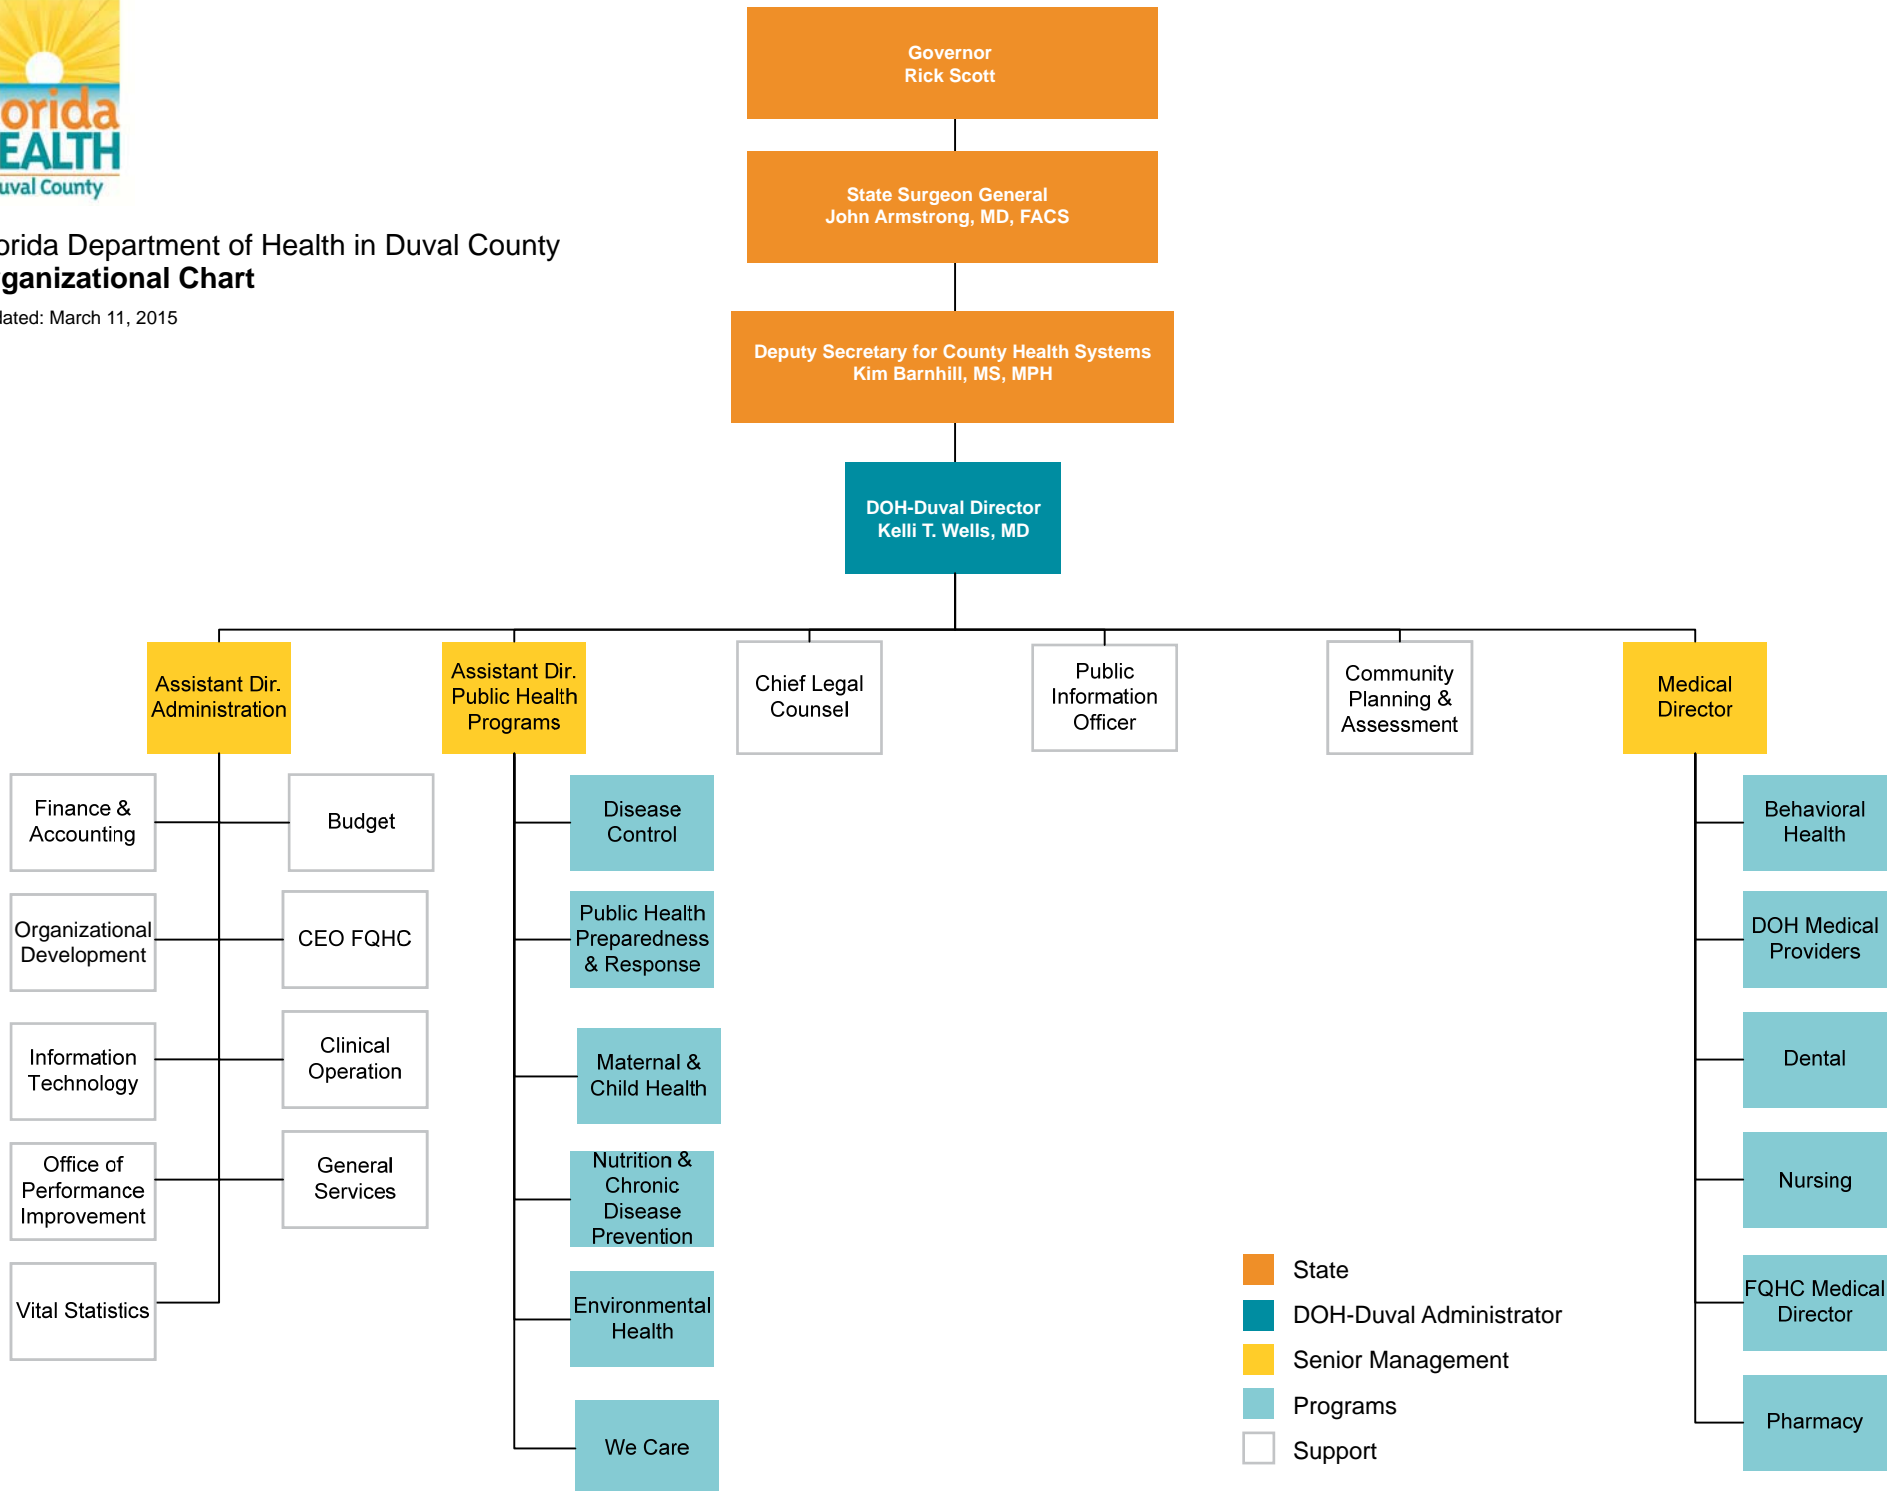 orida
EALTH
uval County
orida Department of Health in Duval County
ganizational Chart
dated: March 11, 2015
Governor
Rick Scott
State Surgeon General
John Armstrong, MD, FACS
Deputy Secretary for County Health Systems
Kim Barnhill, MS, MPH
DOH-Duval Director
Kelli T. Wells, MD
Assistant Dir.
Administration
Assistant Dir.
Public Health
Programs
Chief Legal
Counsel
Public
Information
Officer
Community
Planning &
Assessment
Medical
Director
Finance &
Accounting
Budget
Organizational
Development
CEO FQHC
Information
Technology
Clinical
Operation
Office of
Performance
Improvement
General
Services
Vital Statistics
Disease
Control
Public Health
Preparedness
& Response
Maternal &
Child Health
Nutrition &
Chronic
Disease
Prevention
Environmental
Health
We Care
Behavioral
Health
DOH Medical
Providers
Dental
Nursing
FQHC Medical
Director
Pharmacy
State
DOH-Duval Administrator
Senior Management
Programs
Support